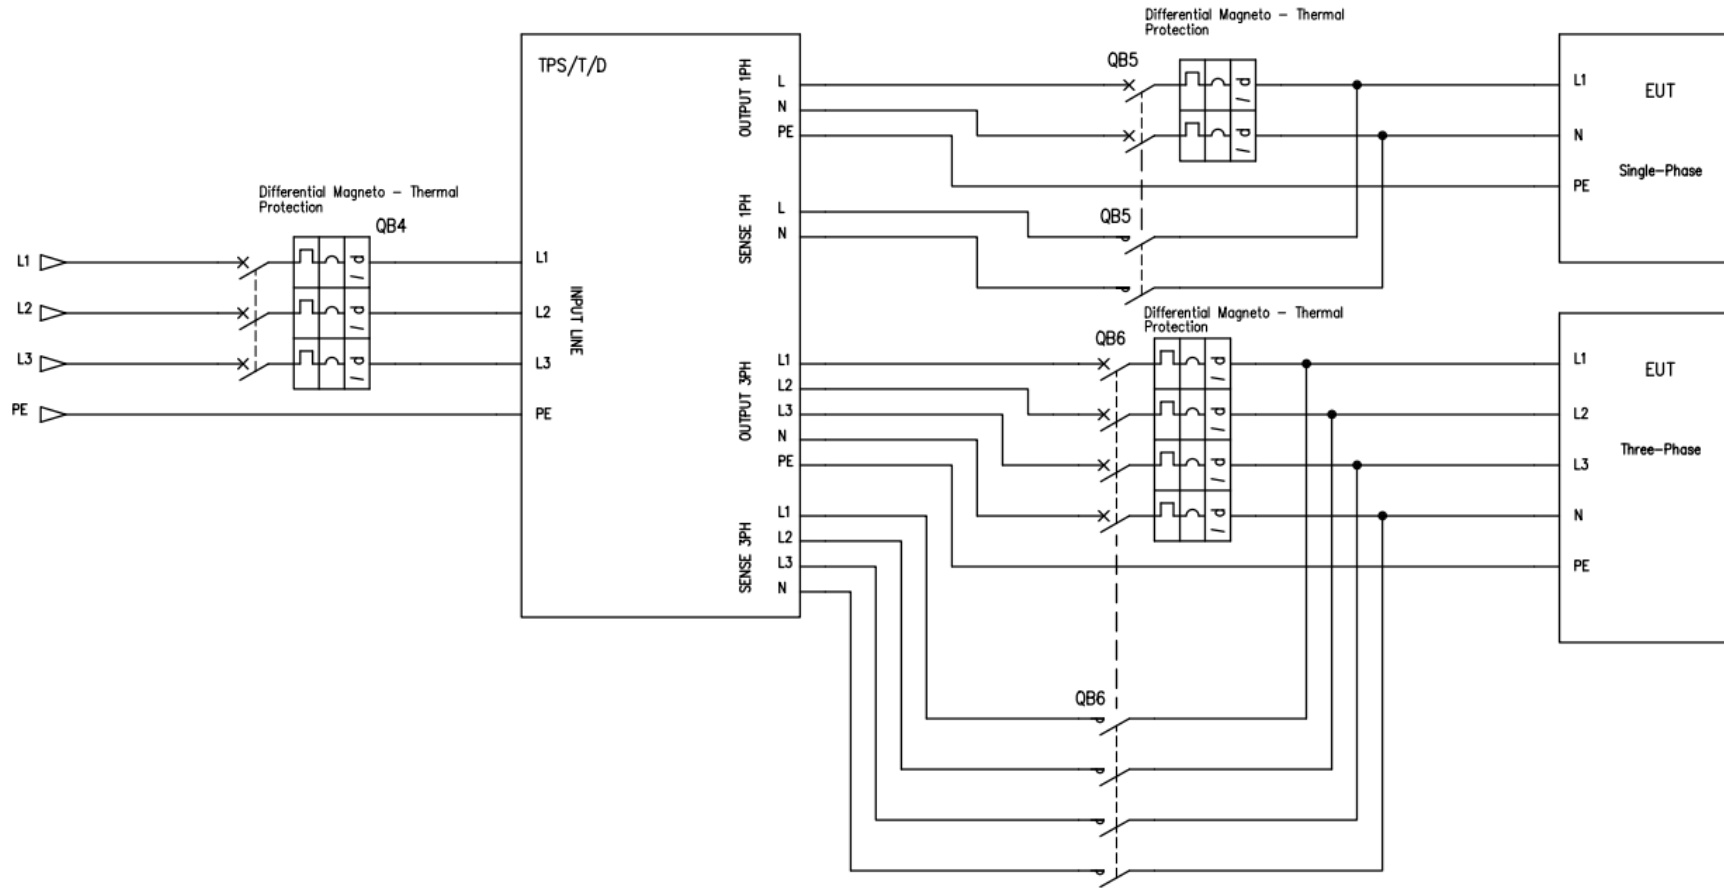 Differential Magneto - Thermal
Protection
QB5
TPS/T/D
OUTPUT 1PH
L
N
PE
L1
N
PE
EUT
Single-Phase
Differential Magneto - Thermal
Protection
QB4
SENSE 1PH
L
N
QB5
L1
L2
L3
PE
L1
L2
L3
PE
INPUT LINE
Differential Magneto - Thermal
Protection
QB6
OUTPUT 3PH
L1
L2
L3
N
PE
L1
L2
L3
N
PE
EUT
Three-Phase
SENSE 3PH
L1
L2
L3
N
QB6